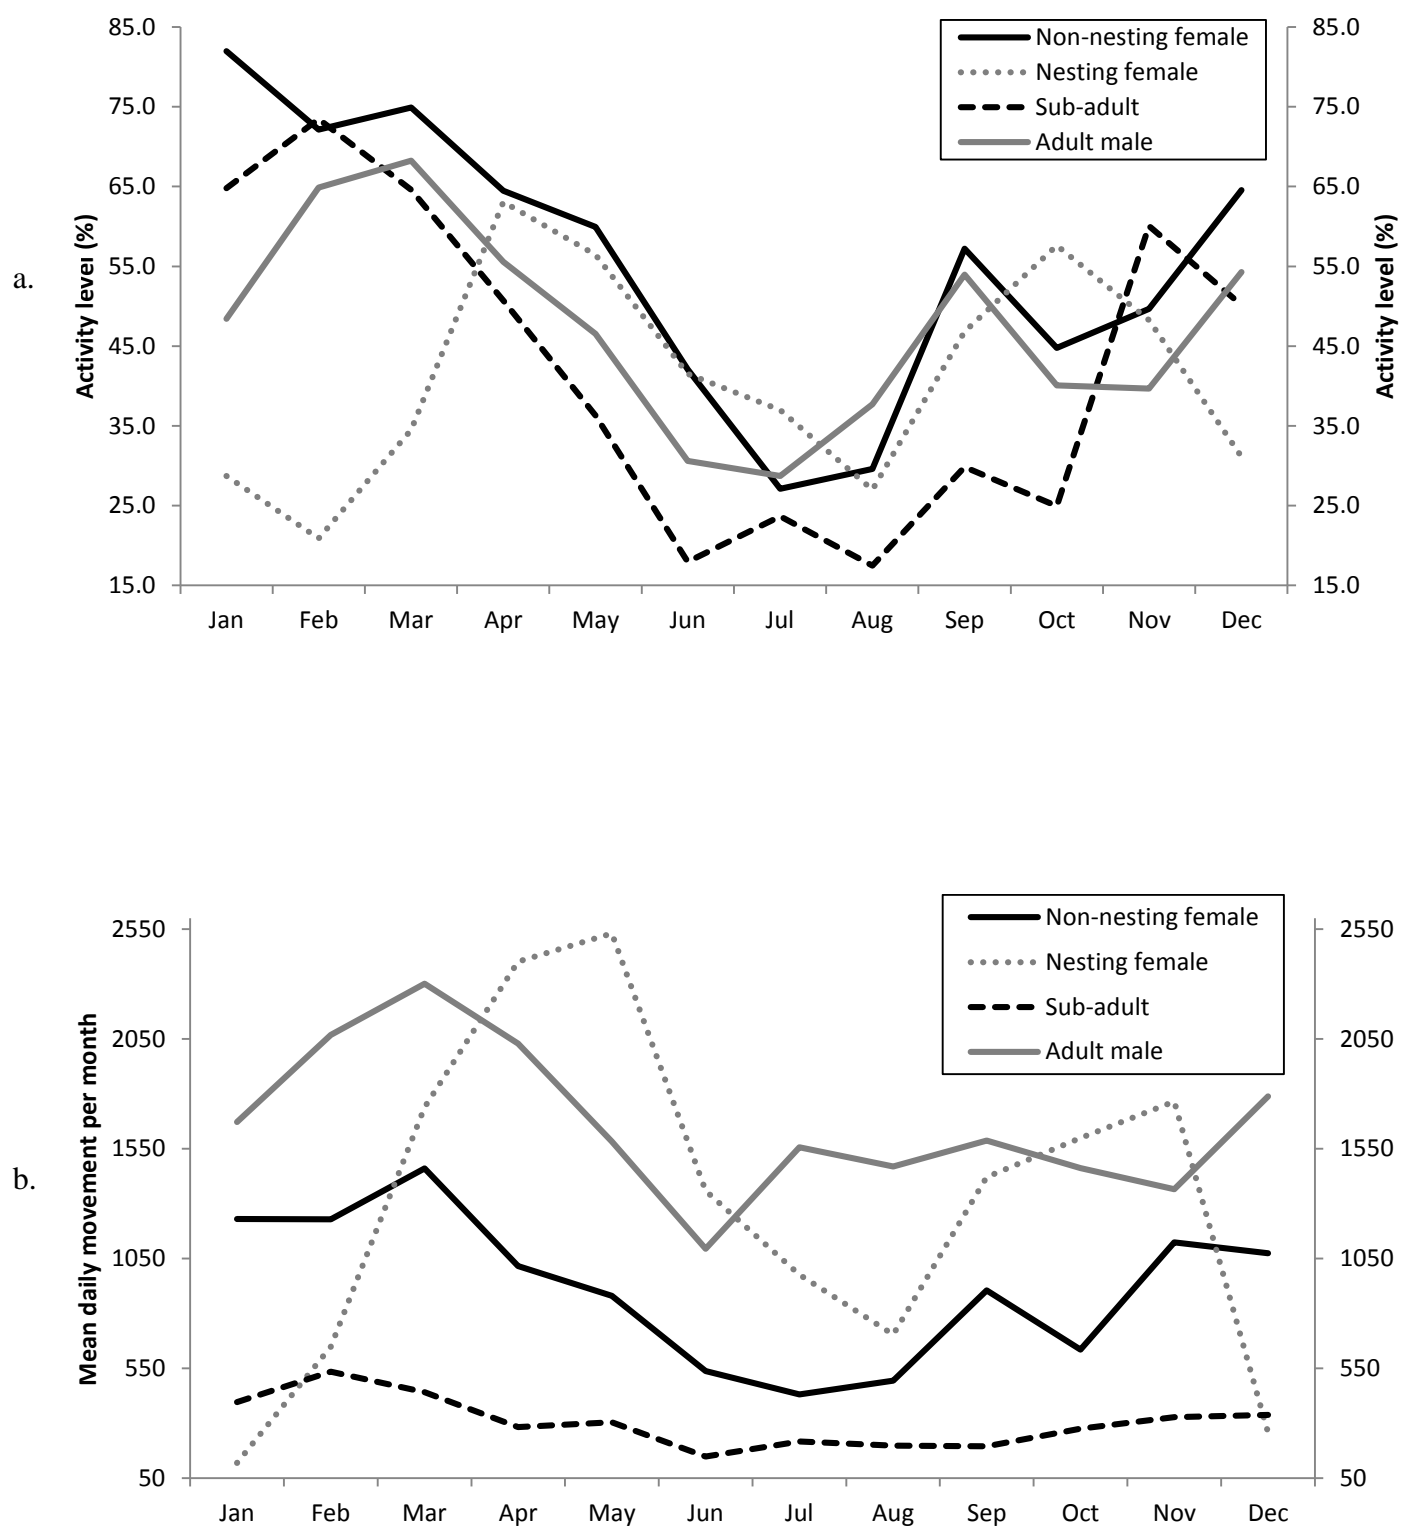 a.
Activity level (%)
85.0
75.0
65.0
55.0
45.0
35.0
25.0
15.0
Non-nesting female
Nesting female
Sub-adult
Adult male
85.0
75.0
65.0
55.0
45.0
35.0
25.0
15.0
Activity level (%)
Jan Feb Mar Apr May Jun Jul Aug Sep Oct Nov Dec
b.
Mean daily movement per month
2550
2050
1550
1050
550
50
Non-nesting female
Nesting female
Sub-adult
Adult male
2550
2050
1550
1050
550
50
Jan Feb Mar Apr May Jun Jul Aug Sep Oct Nov Dec